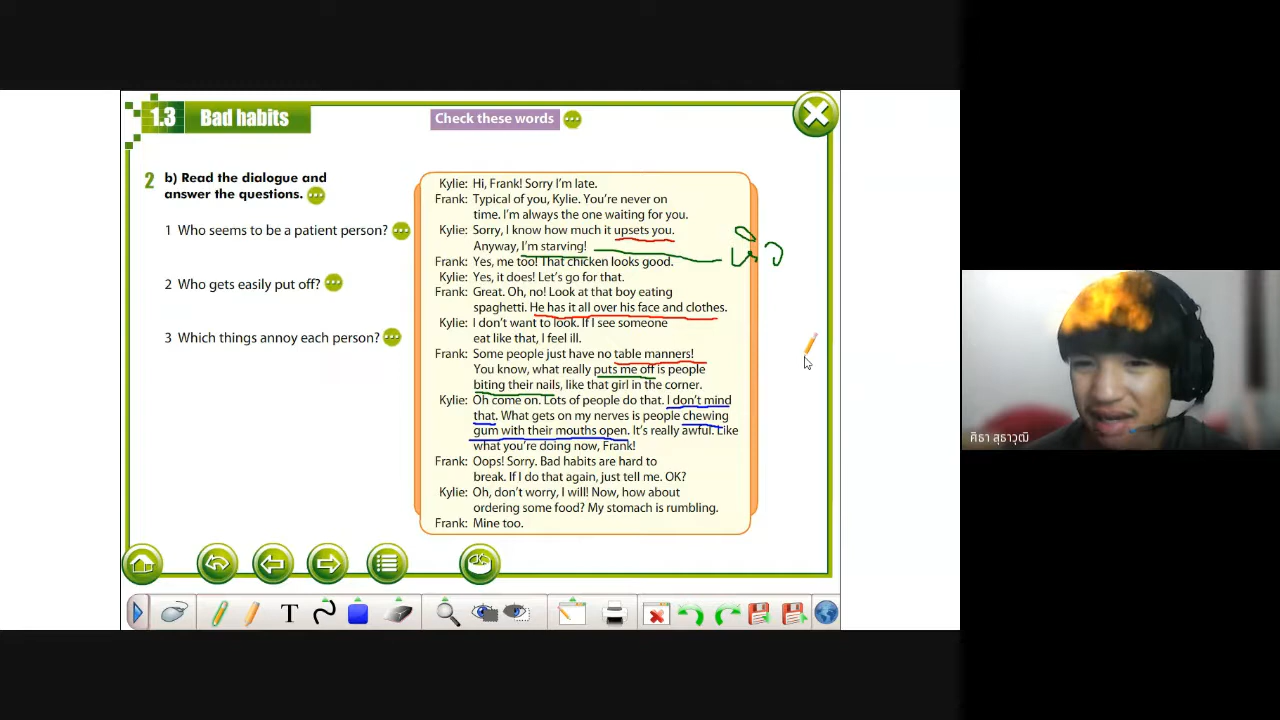 1.3 Bad habits
Check these words
2 b) Read the dialogue and
answer the questions.
1 Who seems to be a patient person?
2 Who gets easily put off?
3 Which things annoy each person?
Kylie: Hi, Frank! Sorry I'm late.
Frank: Typical of you, Kylie. You're never on
time. I'm always the one waiting for you.
Kylie: Sorry, I know how much it upsets you.
Anyway, I'm starving!
หิว
Frank: Yes, me too! That chicken looks good.
Kylie: Yes, it does! Let's go for that.
Frank: Great. Oh, no! Look at that boy eating
spaghetti. He has it all over his face and clothes.
Kylie: I don't want to look. If I see someone
eat like that, I feel ill.
Frank: Some people just have no table manners!
You know, what really puts me off is people
biting their nails, like that girl in the corner.
Kylie: Oh come on. Lots of people do that. I don't mind
that. What gets on my nerves is people chewing
gum with their mouths open. It's really awful. Like
what you're doing now, Frank!
Frank: Oops! Sorry. Bad habits are hard to
break. If I do that again, just tell me. OK?
Kylie: Oh, don't worry, I will! Now, how about
ordering some food? My stomach is rumbling.
Frank: Mine too.
T
ศิธา สุธาวุฒิ